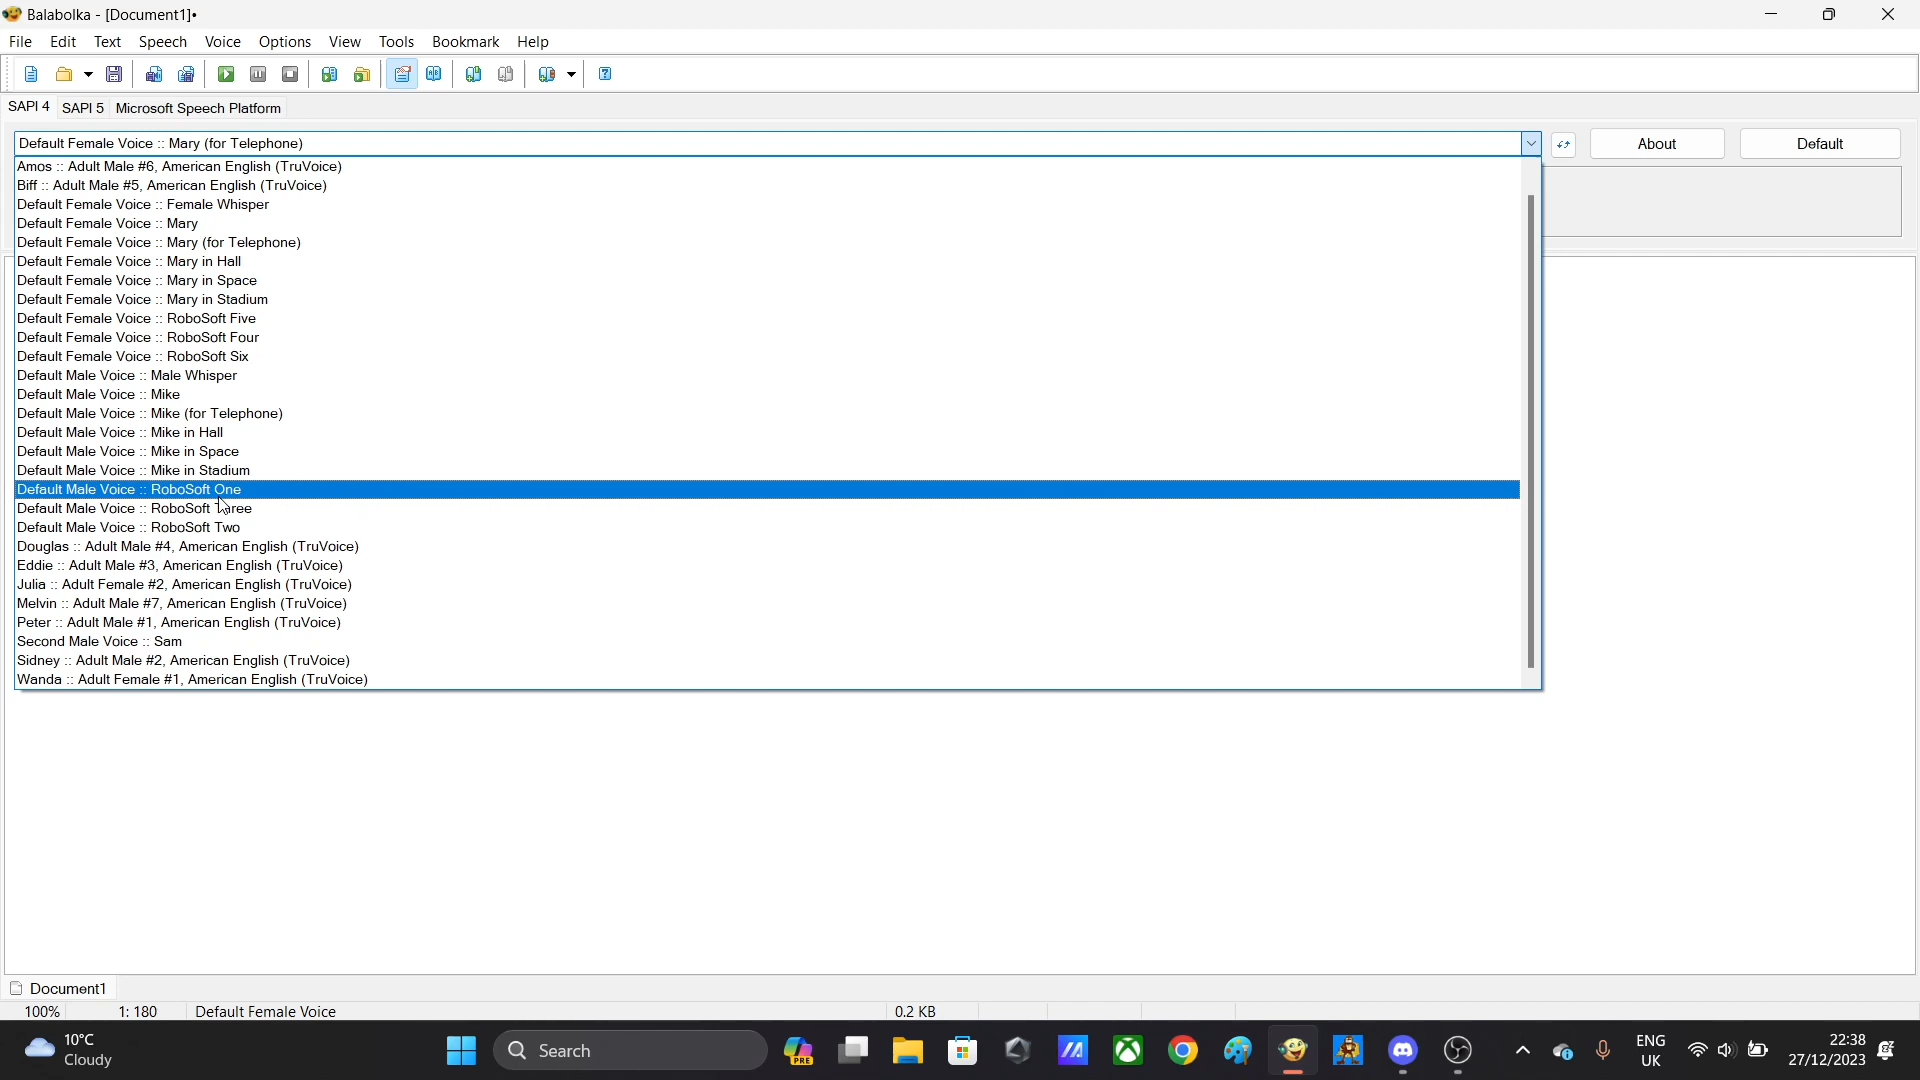 Balabolka - [Document1]•
File Edit Text Speech Voice Options View Tools Bookmark Help
SAPI 4 SAPI 5 Microsoft Speech Platform
Default Female Voice :: Mary (for Telephone) About Default
Amos :: Adult Male #6, American English (TruVoice)
Biff :: Adult Male #5, American English (TruVoice)
Default Female Voice :: Female Whisper
Default Female Voice :: Mary
Default Female Voice :: Mary (for Telephone)
Default Female Voice :: Mary in Hall
Default Female Voice :: Mary in Space
Default Female Voice :: Mary in Stadium
Default Female Voice :: RoboSoft Five
Default Female Voice :: RoboSoft Four
Default Female Voice :: RoboSoft Six
Default Male Voice :: Male Whisper
Default Male Voice :: Mike
Default Male Voice :: Mike (for Telephone)
Default Male Voice :: Mike in Hall
Default Male Voice :: Mike in Space
Default Male Voice :: Mike in Stadium
Default Male Voice :: RoboSoft One
Default Male Voice :: RoboSoft Three
Default Male Voice :: RoboSoft Two
Douglas :: Adult Male #4, American English (TruVoice)
Eddie :: Adult Male #3, American English (TruVoice)
Julia :: Adult Female #2, American English (TruVoice)
Melvin :: Adult Male #7, American English (TruVoice)
Peter :: Adult Male #1, American English (TruVoice)
Second Male Voice :: Sam
Sidney :: Adult Male #2, American English (TruVoice)
Wanda :: Adult Female #1, American English (TruVoice)
Document1
100% 1: 180 Default Female Voice 0.2 KB
10°C
Cloudy
Search
PRE
ENG
UK
22:38
27/12/2023